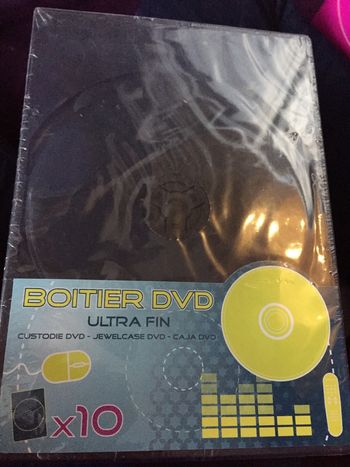 BOITIER DVD
ULTRA FIN
CUSTODIE DVD - JEWELCASE DVD - CAJA DVD
x10